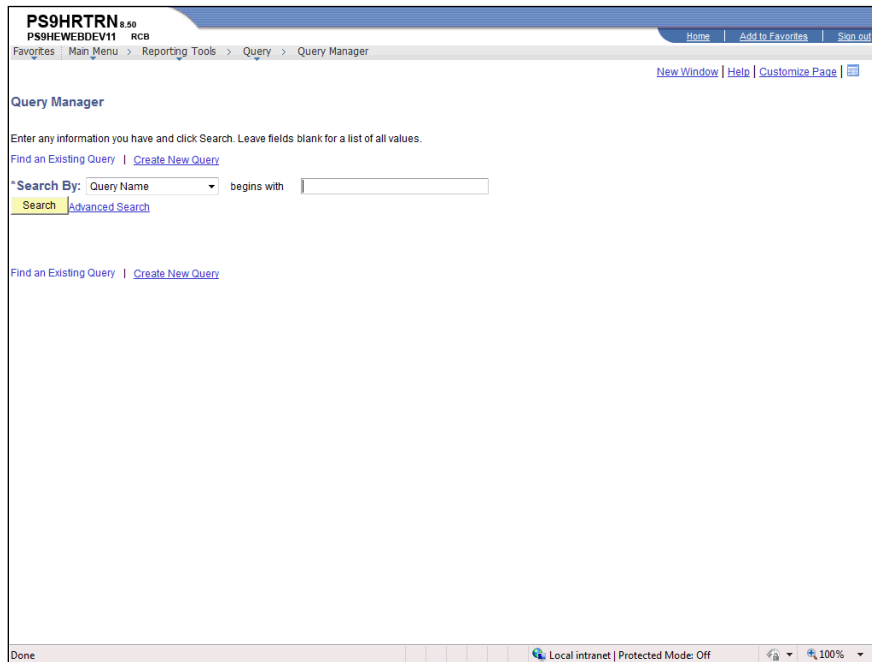 PS9HRTRN 8.50
PS9HEWEBDEV11 RCB
Home | Add to Favorites | Sign out
Favorites Main Menu > Reporting Tools > Query > Query Manager
New Window | Help | Customize Page |
Query Manager
Enter any information you have and click Search. Leave fields blank for a list of all values.
Find an Existing Query | Create New Query
*Search By: Query Name begins with
Search Advanced Search
Find an Existing Query | Create New Query
Done Local intranet | Protected Mode: Off 100%